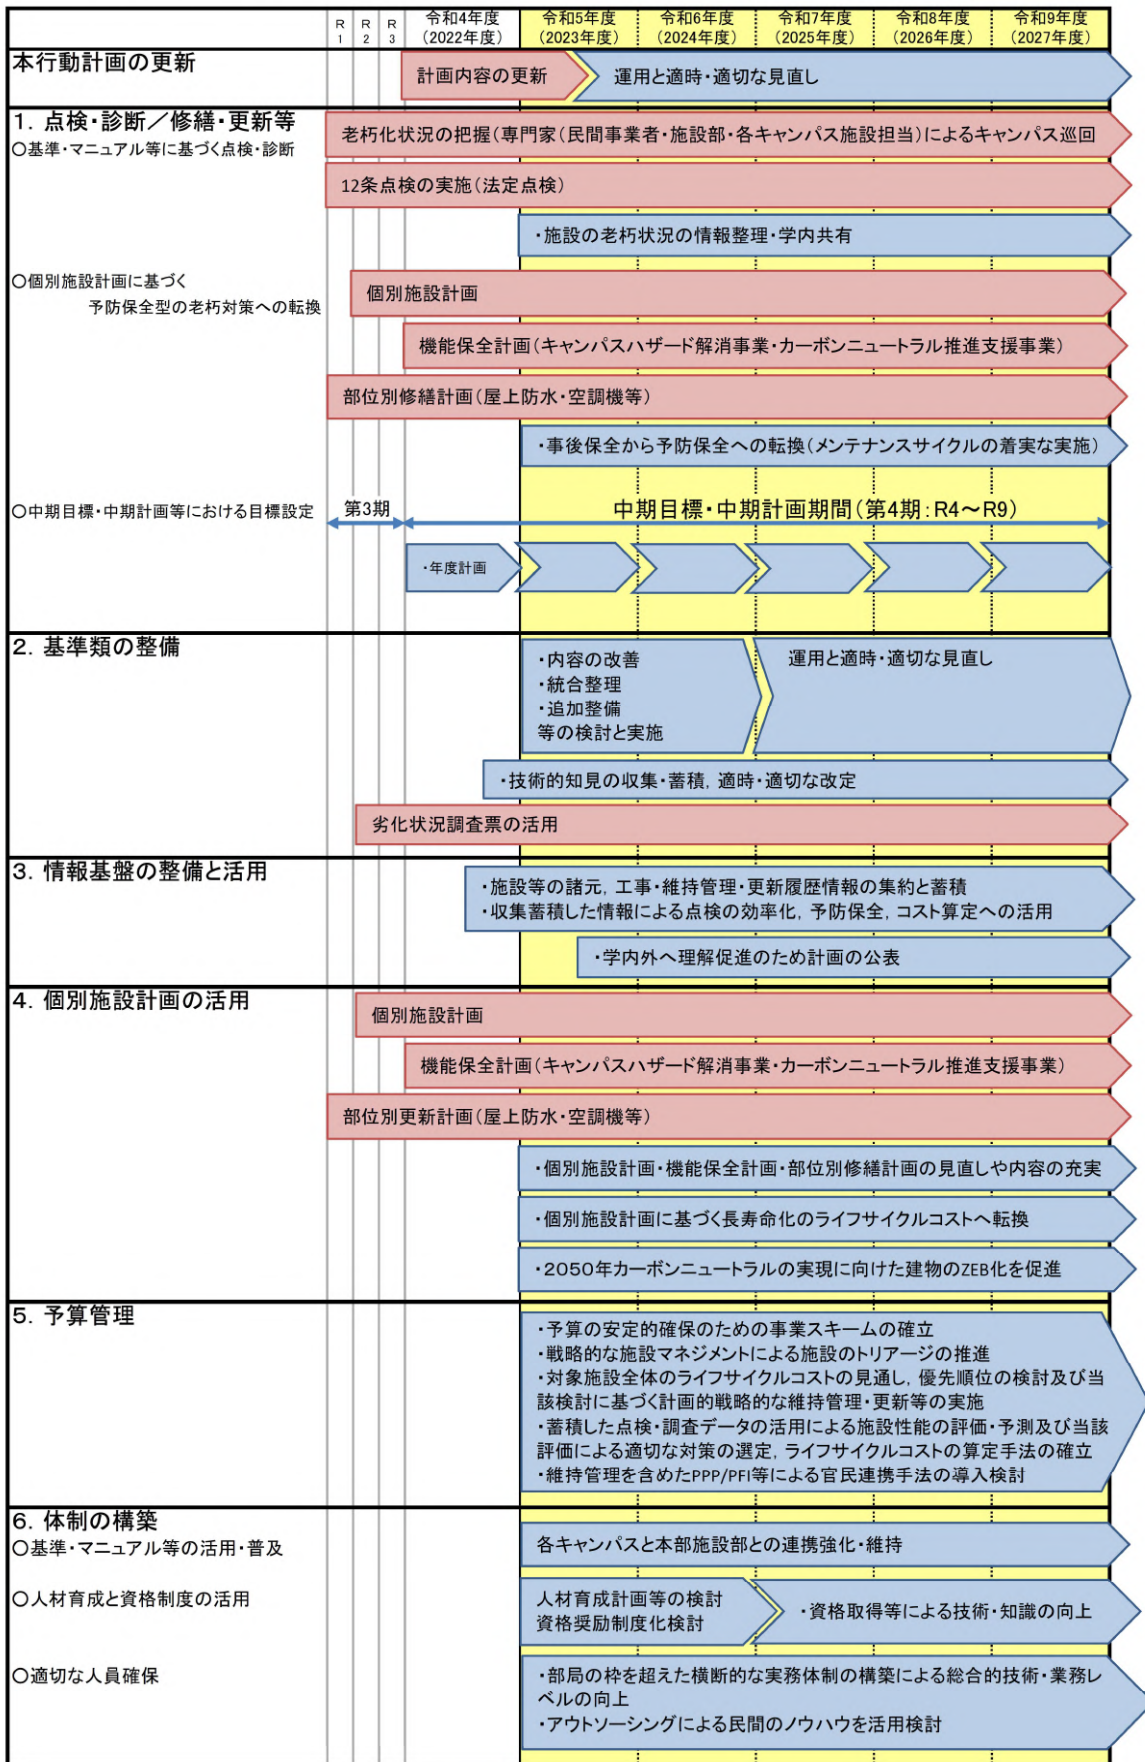 R 1
R 2
R 3
令和4年度
(2022年度)
令和5年度
(2023年度)
令和6年度
(2024年度)
令和7年度
(2025年度)
令和8年度
(2026年度)
令和9年度
(2027年度)
本行動計画の更新
計画内容の更新
運用と適時・適切な見直し
1. 点検・診断／修繕・更新等
○基準・マニュアル等に基づく点検・診断
老朽化状況の把握(専門家(民間事業者・施設部・各キャンパス施設担当)によるキャンパス巡回
12条点検の実施(法定点検)
・施設の老朽状況の情報整理・学内共有
○個別施設計画に基づく
予防保全型の老朽対策への転換
個別施設計画
機能保全計画(キャンパスハザード解消事業・カーボンニュートラル推進支援事業)
部位別修繕計画(屋上防水・空調機等)
・事後保全から予防保全への転換(メンテナンスサイクルの着実な実施)
○中期目標・中期計画等における目標設定
第3期
中期目標・中期計画期間(第4期:R4～R9)
・年度計画
2. 基準類の整備
・内容の改善
・統合整理
・追加整備
等の検討と実施
運用と適時・適切な見直し
・技術的知見の収集・蓄積, 適時・適切な改定
劣化状況調査票の活用
3. 情報基盤の整備と活用
・施設等の諸元, 工事・維持管理・更新履歴情報の集約と蓄積
・収集蓄積した情報による点検の効率化, 予防保全, コスト算定への活用
・学内外へ理解促進のため計画の公表
4. 個別施設計画の活用
個別施設計画
機能保全計画(キャンパスハザード解消事業・カーボンニュートラル推進支援事業)
部位別更新計画(屋上防水・空調機等)
・個別施設計画・機能保全計画・部位別修繕計画の見直しや内容の充実
・個別施設計画に基づく長寿命化のライフサイクルコストへ転換
・2050年カーボンニュートラルの実現に向けた建物のZEB化を促進
5. 予算管理
・予算の安定的確保のための事業スキームの確立
・戦略的な施設マネジメントによる施設のトリアージの推進
・対象施設全体のライフサイクルコストの見通し, 優先順位の検討及び当
該検討に基づく計画的戦略的な維持管理・更新等の実施
・蓄積した点検・調査データの活用による施設性能の評価・予測及び当該
評価による適切な対策の選定, ライフサイクルコストの算定手法の確立
・維持管理を含めたPPP/PFI等による官民連携手法の導入検討
6. 体制の構築
○基準・マニュアル等の活用・普及
各キャンパスと本部施設部との連携強化・維持
○人材育成と資格制度の活用
人材育成計画等の検討
資格奨励制度化検討
・資格取得等による技術・知識の向上
○適切な人員確保
・部局の枠を超えた横断的な実務体制の構築による総合的技術・業務レ
ベルの向上
・アウトソーシングによる民間のノウハウを活用検討